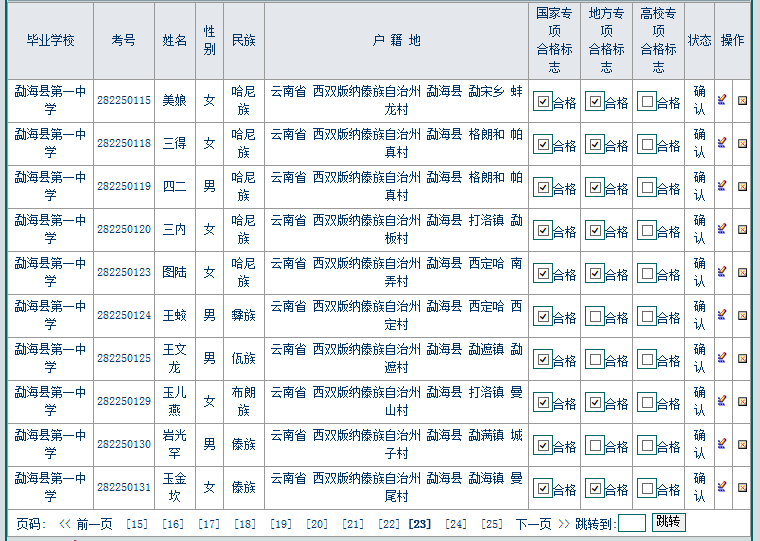 毕业学校 考号 姓名 性别 民族 户 籍 地 国家专项合格标志 地方专项合格标志 高校专项合格标志 状态 操作
勐海县第一中学 282250115 美娘 女 哈尼族 云南省 西双版纳傣族自治州 勐海县 勐宋乡 蚌龙村 合格 合格 合格 确认
勐海县第一中学 282250118 三得 女 哈尼族 云南省 西双版纳傣族自治州 勐海县 格朗和 帕真村 合格 合格 合格 确认
勐海县第一中学 282250119 四二 男 哈尼族 云南省 西双版纳傣族自治州 勐海县 格朗和 帕真村 合格 合格 合格 确认
勐海县第一中学 282250120 三内 女 哈尼族 云南省 西双版纳傣族自治州 勐海县 打洛镇 勐板村 合格 合格 合格 确认
勐海县第一中学 282250123 图陆 女 哈尼族 云南省 西双版纳傣族自治州 勐海县 西定哈 南弄村 合格 合格 合格 确认
勐海县第一中学 282250124 王 男 彝族 云南省 西双版纳傣族自治州 勐海县 西定哈 西定村 合格 合格 合格 确认
勐海县第一中学 282250125 王文龙 男 佤族 云南省 西双版纳傣族自治州 勐海县 勐遮镇 勐遮村 合格 合格 合格 确认
勐海县第一中学 282250129 玉儿燕 女 布朗族 云南省 西双版纳傣族自治州 勐海县 打洛镇 曼山村 合格 合格 合格 确认
勐海县第一中学 282250130 岩光罕 男 傣族 云南省 西双版纳傣族自治州 勐海县 勐满镇 城子村 合格 合格 合格 确认
勐海县第一中学 282250131 玉金坎 女 傣族 云南省 西双版纳傣族自治州 勐海县 勐海镇 曼尾村 合格 合格 合格 确认
页码: << 前一页 [15] [16] [17] [18] [19] [20] [21] [22] [23] [24] [25] 下一页 >> 跳转到: 跳转